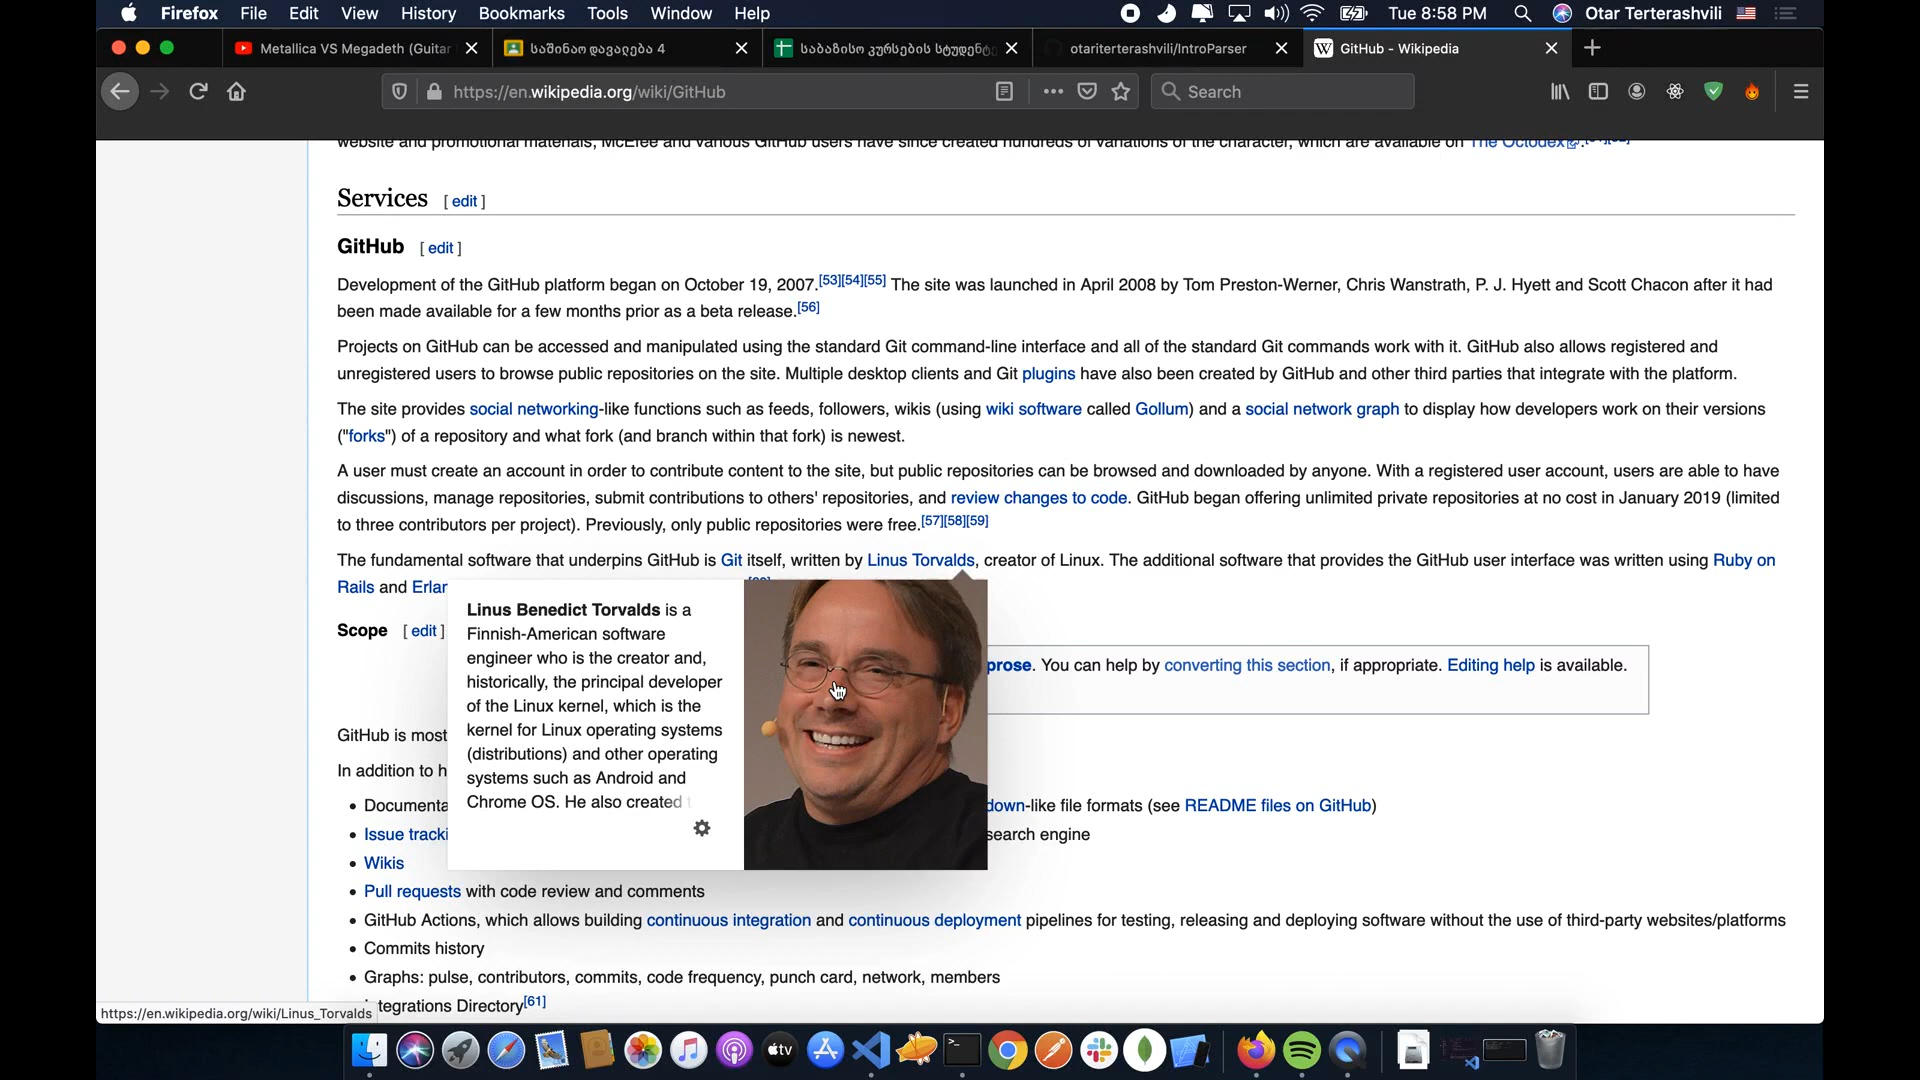 Firefox File Edit View History Bookmarks Tools Window Help Tue 8:58 PM Otar Terterashvili
Metallica VS Megadeth (Guitar
საშინაო დავალება 4
საბაზისო კურსების სტუდენტ
otariterterashvili/IntroParser
GitHub - Wikipedia
https://en.wikipedia.org/wiki/GitHub
Search
website and promotional materials, McEfee and various GitHub users have since created hundreds of variations of the character, which are available on The Octodex.
Services [ edit ]
GitHub [ edit ]
Development of the GitHub platform began on October 19, 2007.[53][54][55] The site was launched in April 2008 by Tom Preston-Werner, Chris Wanstrath, P. J. Hyett and Scott Chacon after it had
been made available for a few months prior as a beta release.[56]
Projects on GitHub can be accessed and manipulated using the standard Git command-line interface and all of the standard Git commands work with it. GitHub also allows registered and
unregistered users to browse public repositories on the site. Multiple desktop clients and Git plugins have also been created by GitHub and other third parties that integrate with the platform.
The site provides social networking-like functions such as feeds, followers, wikis (using wiki software called Gollum) and a social network graph to display how developers work on their versions
("forks") of a repository and what fork (and branch within that fork) is newest.
A user must create an account in order to contribute content to the site, but public repositories can be browsed and downloaded by anyone. With a registered user account, users are able to have
discussions, manage repositories, submit contributions to others' repositories, and review changes to code. GitHub began offering unlimited private repositories at no cost in January 2019 (limited
to three contributors per project). Previously, only public repositories were free.[57][58][59]
The fundamental software that underpins GitHub is Git itself, written by Linus Torvalds, creator of Linux. The additional software that provides the GitHub user interface was written using Ruby on
Rails and Erlan
Linus Benedict Torvalds is a
Finnish-American software
engineer who is the creator and,
historically, the principal developer
of the Linux kernel, which is the
kernel for Linux operating systems
(distributions) and other operating
systems such as Android and
Chrome OS. He also created
Scope [ edit ]
prose. You can help by converting this section, if appropriate. Editing help is available.
GitHub is most
In addition to h
• Documenta down-like file formats (see README files on GitHub)
• Issue tracki search engine
• Wikis
• Pull requests with code review and comments
• GitHub Actions, which allows building continuous integration and continuous deployment pipelines for testing, releasing and deploying software without the use of third-party websites/platforms
• Commits history
• Graphs: pulse, contributors, commits, code frequency, punch card, network, members
tegrations Directory[61]
https://en.wikipedia.org/wiki/Linus_Torvalds
tv